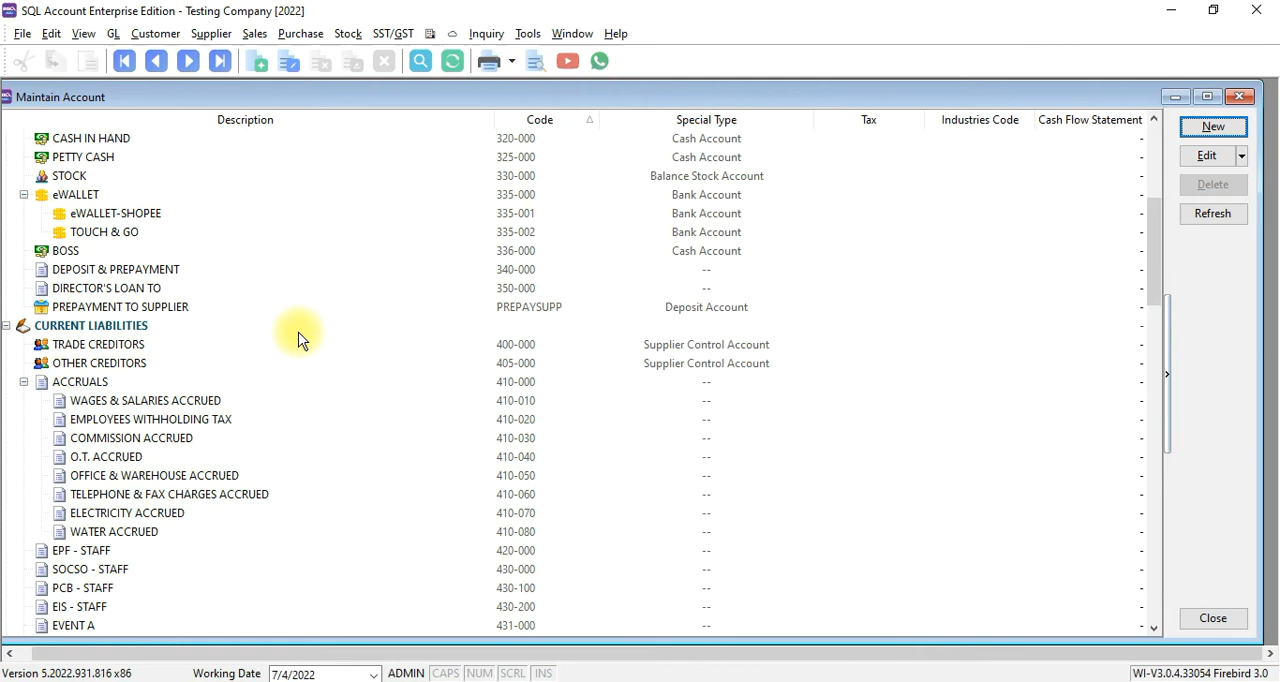 SQL Account Enterprise Edition - Testing Company [2022]
File Edit View GL Customer Supplier Sales Purchase Stock SST/GST Inquiry Tools Window Help
Maintain Account
Description Code Special Type Tax Industries Code Cash Flow Statement
CASH IN HAND 320-000 Cash Account -
PETTY CASH 325-000 Cash Account -
STOCK 330-000 Balance Stock Account -
eWALLET 335-000 Bank Account -
eWALLET-SHOPEE 335-001 Bank Account -
TOUCH & GO 335-002 Bank Account -
BOSS 336-000 Cash Account -
DEPOSIT & PREPAYMENT 340-000 -- -
DIRECTOR'S LOAN TO 350-000 -- -
PREPAYMENT TO SUPPLIER PREPAYSUPP Deposit Account -
CURRENT LIABILITIES -
TRADE CREDITORS 400-000 Supplier Control Account -
OTHER CREDITORS 405-000 Supplier Control Account -
ACCRUALS 410-000 -- -
WAGES & SALARIES ACCRUED 410-010 -- -
EMPLOYEES WITHHOLDING TAX 410-020 -- -
COMMISSION ACCRUED 410-030 -- -
O.T. ACCRUED 410-040 -- -
OFFICE & WAREHOUSE ACCRUED 410-050 -- -
TELEPHONE & FAX CHARGES ACCRUED 410-060 -- -
ELECTRICITY ACCRUED 410-070 -- -
WATER ACCRUED 410-080 -- -
EPF - STAFF 420-000 -- -
SOCSO - STAFF 430-000 -- -
PCB - STAFF 430-100 -- -
EIS - STAFF 430-200 -- -
EVENT A 431-000 -- -
New
Edit
Delete
Refresh
Close
Version 5.2022.931.816 x86 Working Date 7/4/2022 ADMIN CAPS NUM SCRL INS WI-V3.0.4.33054 Firebird 3.0